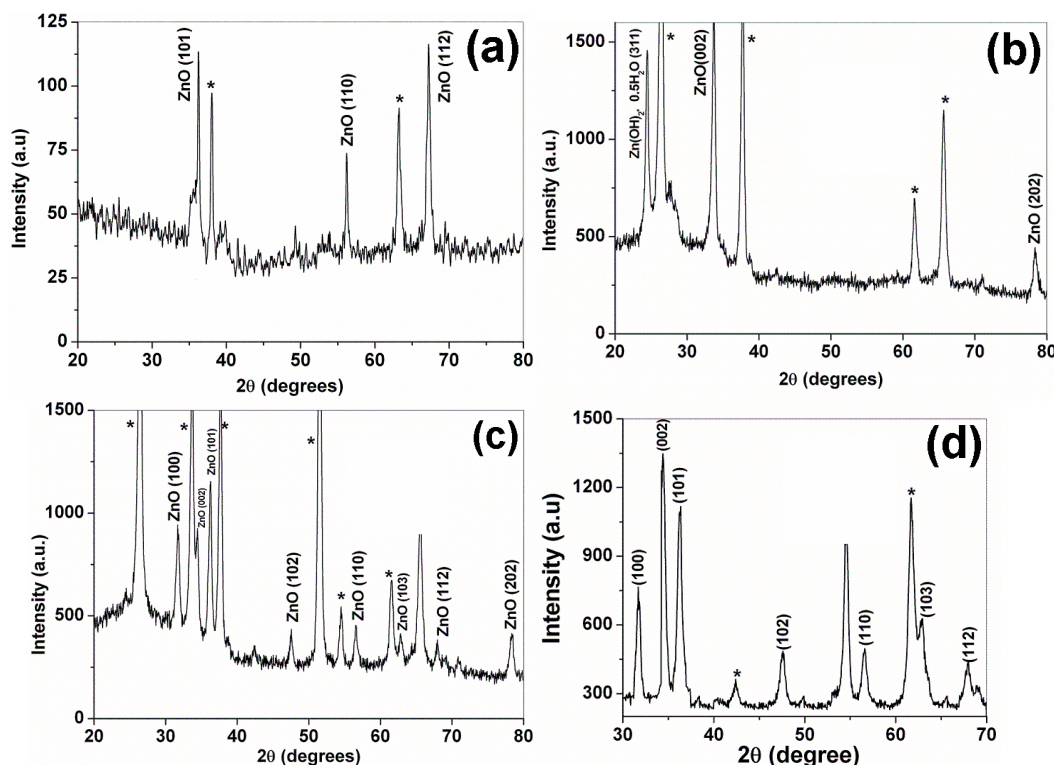 (a)
125
100
75
50
25
0
Intensity (a.u)
ZnO (101)
*
ZnO (110)
*
ZnO (112)
20 30 40 50 60 70 80
2θ (degrees)
(b)
1500
1000
500
0
Intensity (a.u.)
Zn(OH)2. 0.5H2O (311)
*
ZnO(002)
*
*
*
ZnO (202)
20 30 40 50 60 70 80
2θ (degrees)
(c)
1500
1000
500
0
Intensity (a.u.)
*
ZnO (100)
*
ZnO (002)
ZnO (101)
*
ZnO (102)
*
*
ZnO (110)
*
ZnO (103)
ZnO (112)
ZnO (202)
20 30 40 50 60 70 80
2θ (degrees)
(d)
1500
1200
900
600
300
Intensity (a.u)
(100)
(002)
(101)
*
(102)
(110)
*
(103)
(112)
30 40 50 60 70
2θ (degree)